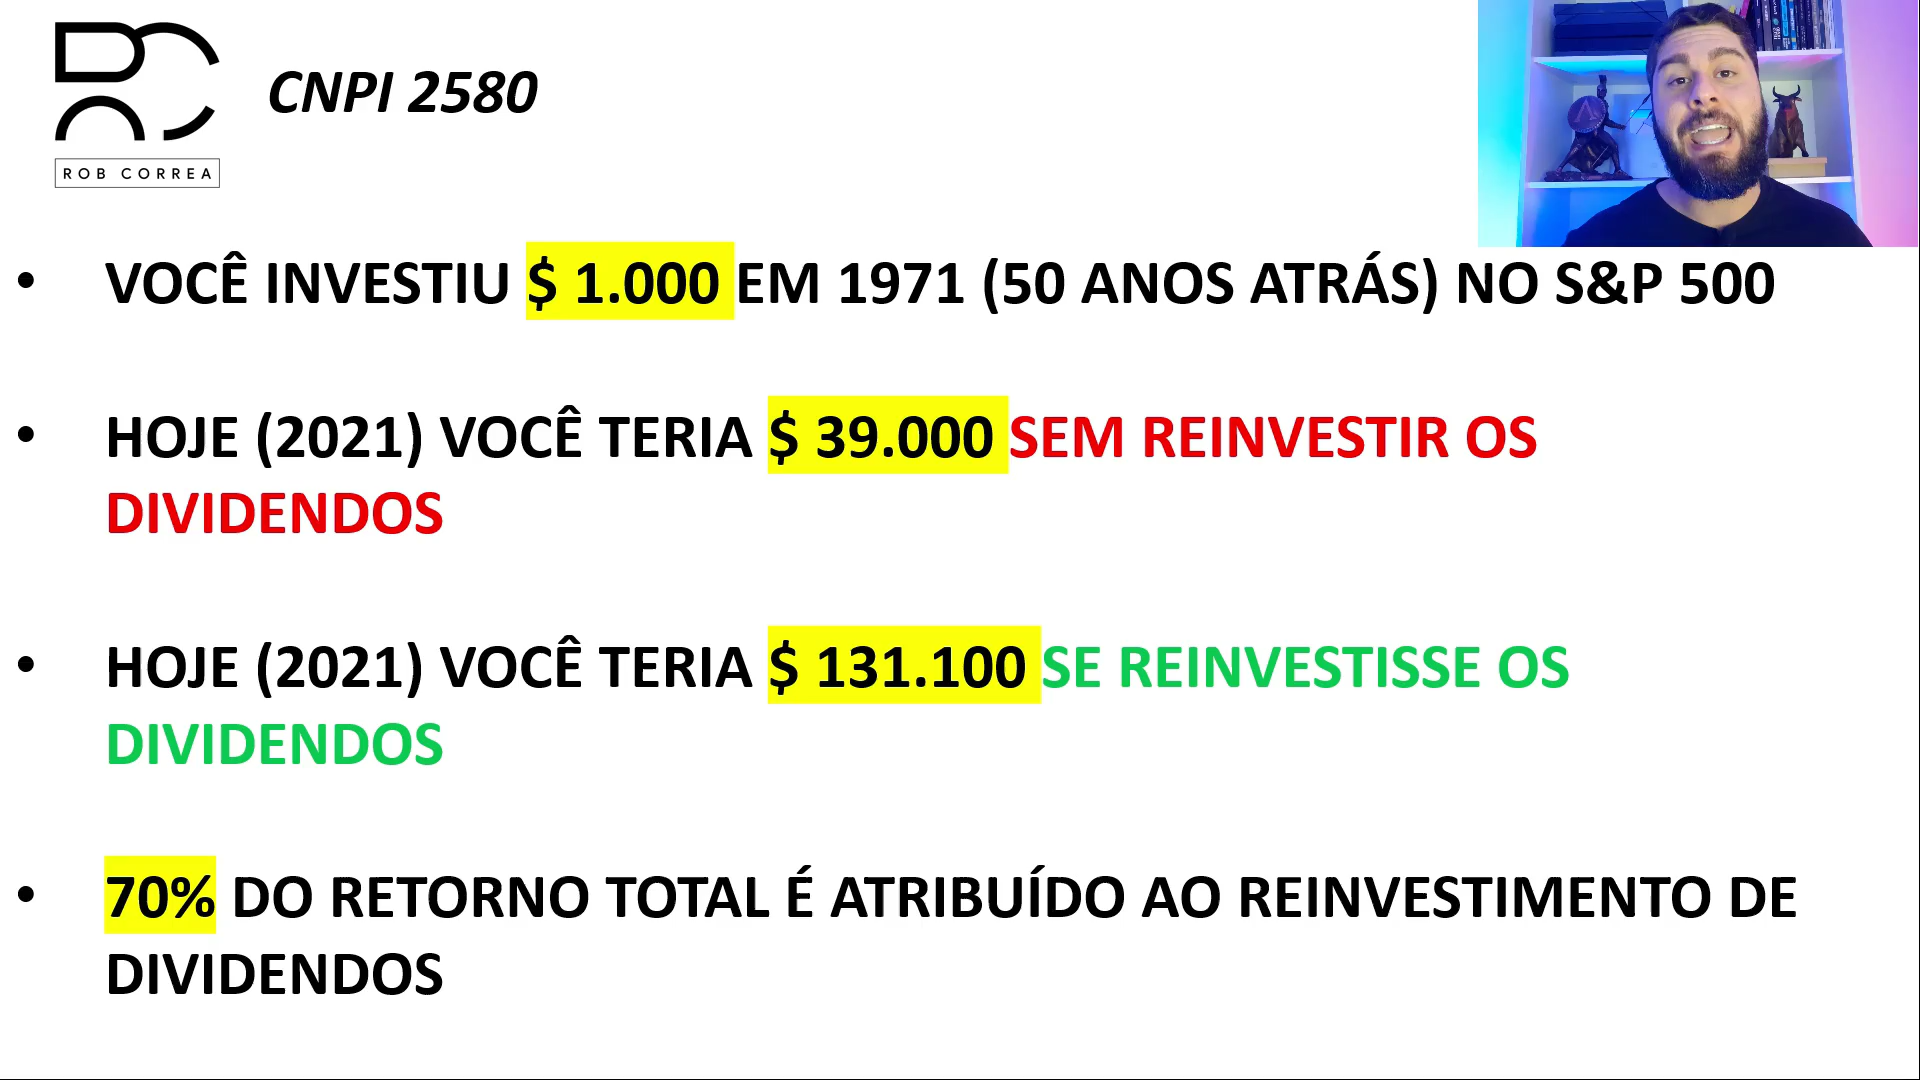 CNPI 2580
ROB CORREA
• VOCÊ INVESTIU $ 1.000 EM 1971 (50 ANOS ATRÁS) NO S&P 500
• HOJE (2021) VOCÊ TERIA $ 39.000 SEM REINVESTIR OS
DIVIDENDOS
• HOJE (2021) VOCÊ TERIA $ 131.100 SE REINVESTISSE OS
DIVIDENDOS
• 70% DO RETORNO TOTAL É ATRIBUÍDO AO REINVESTIMENTO DE
DIVIDENDOS